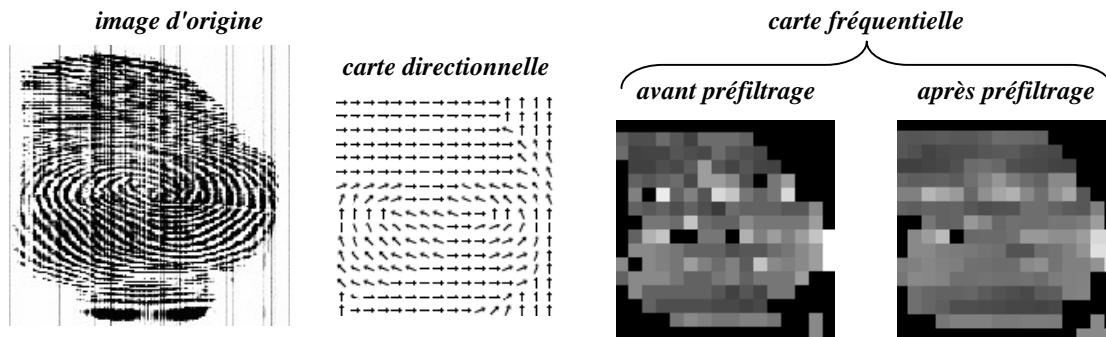 image d'origine
carte directionnelle
carte fréquentielle
avant préfiltrage
après préfiltrage